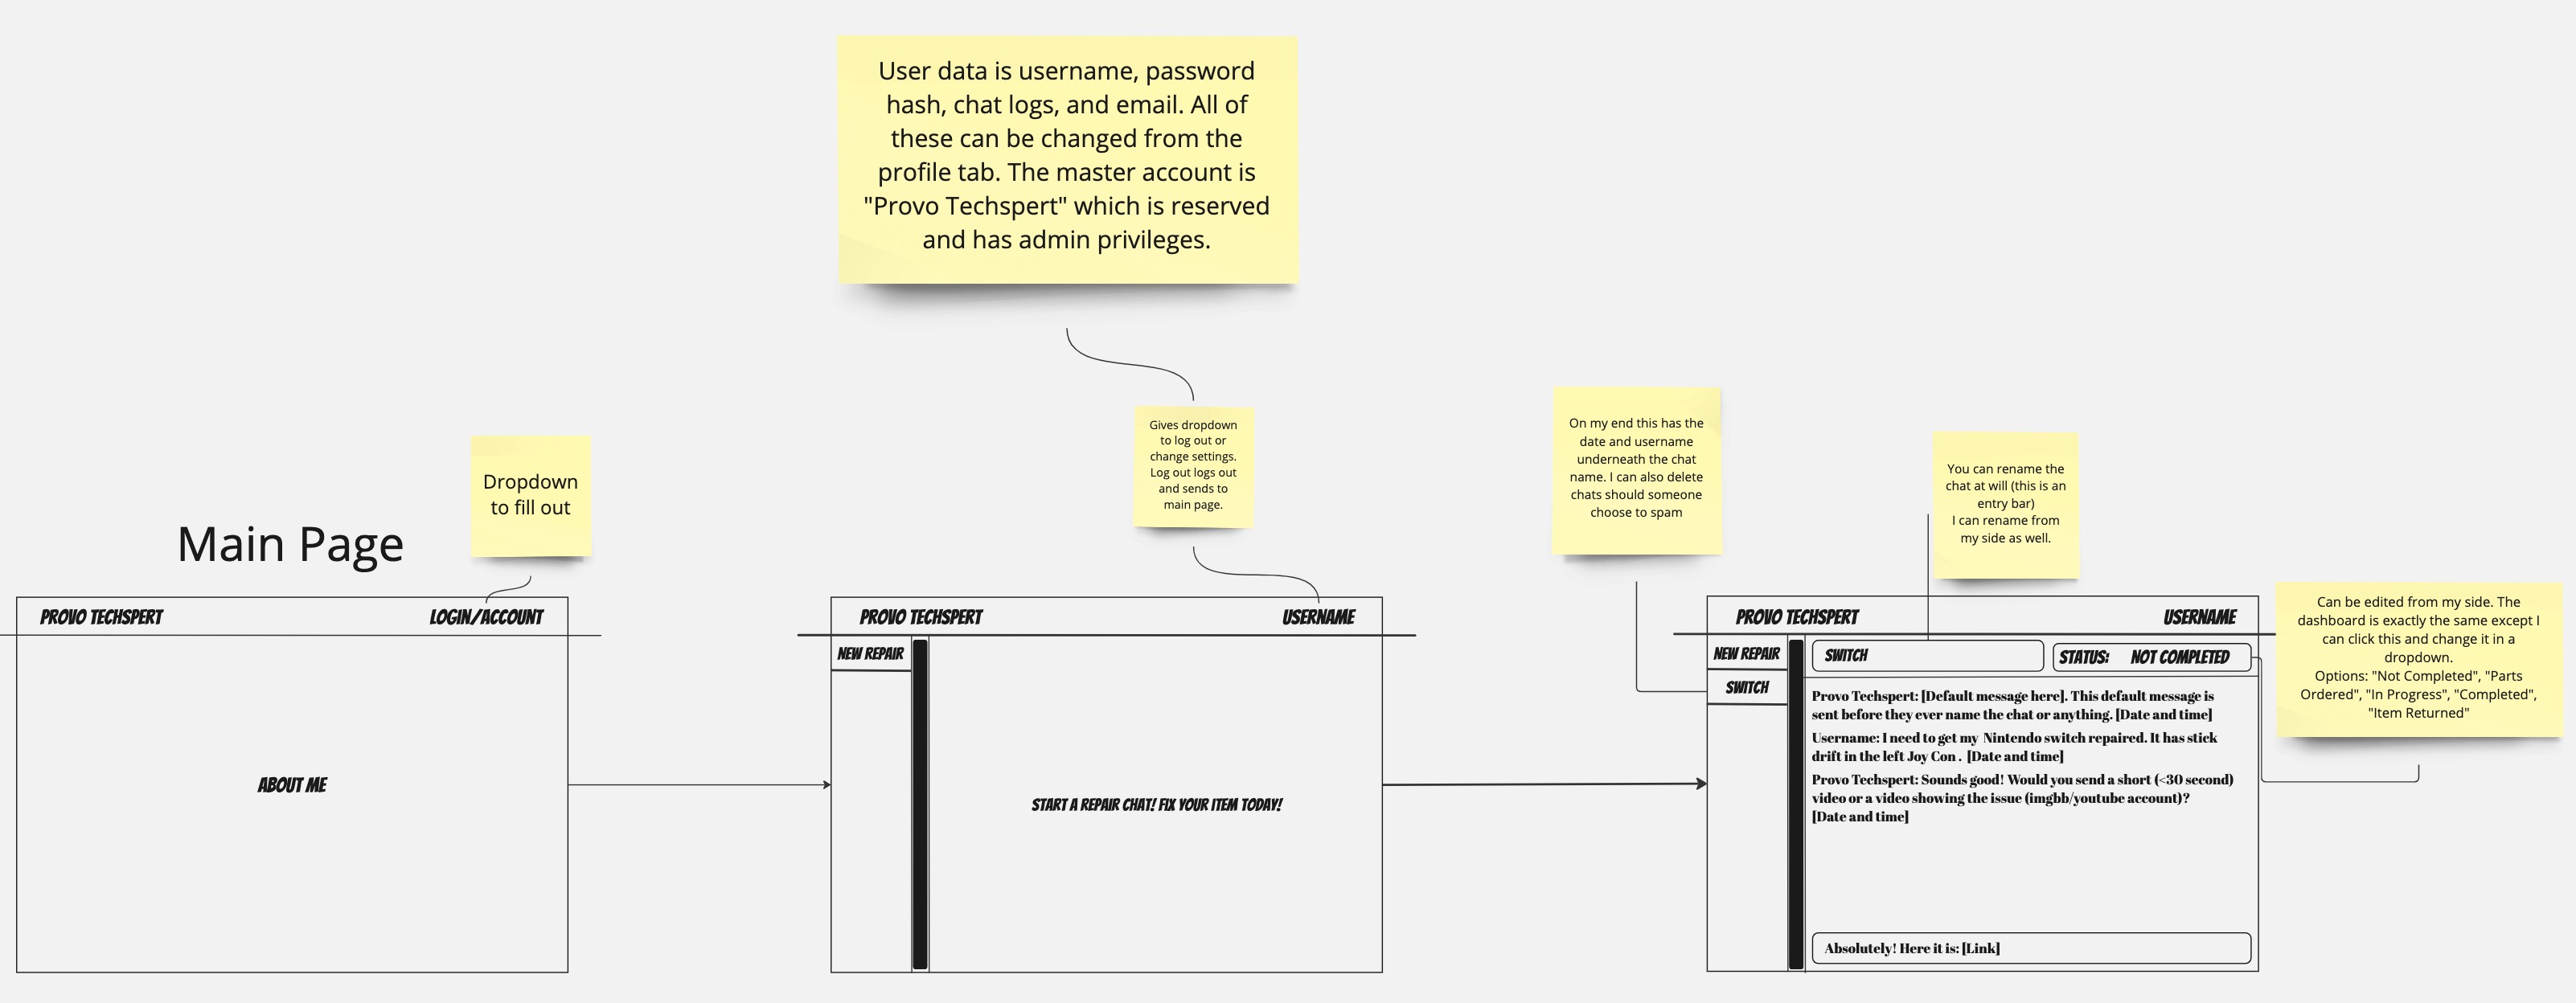 User data is username, password
hash, chat logs, and email. All of
these can be changed from the
profile tab. The master account is
"Provo Techspert" which is reserved
and has admin privileges.
Gives dropdown
to log out or
change settings.
Log out logs out
and sends to
main page.
On my end this has the
date and username
underneath the chat
name. I can also delete
chats should someone
choose to spam
You can rename the
chat at will (this is an
entry bar)
I can rename from
my side as well.
Dropdown
to fill out
Main Page
PROVO TECHSPERT
LOGIN/ACCOUNT
ABOUT ME
PROVO TECHSPERT
USERNAME
NEW REPAIR
START A REPAIR CHAT! FIX YOUR ITEM TODAY!
PROVO TECHSPERT
USERNAME
NEW REPAIR
SWITCH
SWITCH
STATUS: NOT COMPLETED
Provo Techspert: [Default message here]. This default message is
sent before they ever name the chat or anything. [Date and time]
Username: I need to get my Nintendo switch repaired. It has stick
drift in the left Joy Con . [Date and time]
Provo Techspert: Sounds good! Would you send a short (<30 second)
video or a video showing the issue (imgbb/youtube account)?
[Date and time]
Absolutely! Here it is: [Link]
Can be edited from my side. The
dashboard is exactly the same except I
can click this and change it in a
dropdown.
Options: "Not Completed", "Parts
Ordered", "In Progress", "Completed",
"Item Returned"